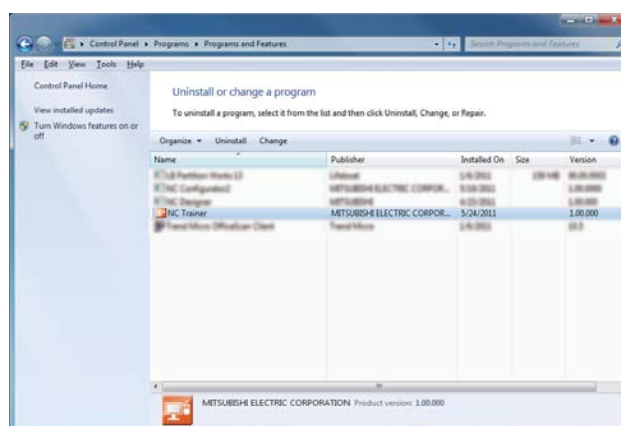 Control Panel ▸ Programs ▸ Programs and Features
Search Programs and Features
File Edit View Tools Help
Control Panel Home
View installed updates
Turn Windows features on or off
Uninstall or change a program
To uninstall a program, select it from the list and then click Uninstall, Change, or Repair.
Organize Uninstall Change
Name Publisher Installed On Size Version
NC Trainer MITSUBISHI ELECTRIC CORPOR... 5/24/2011 1.00.000
MITSUBISHI ELECTRIC CORPORATION Product version: 1.00.000